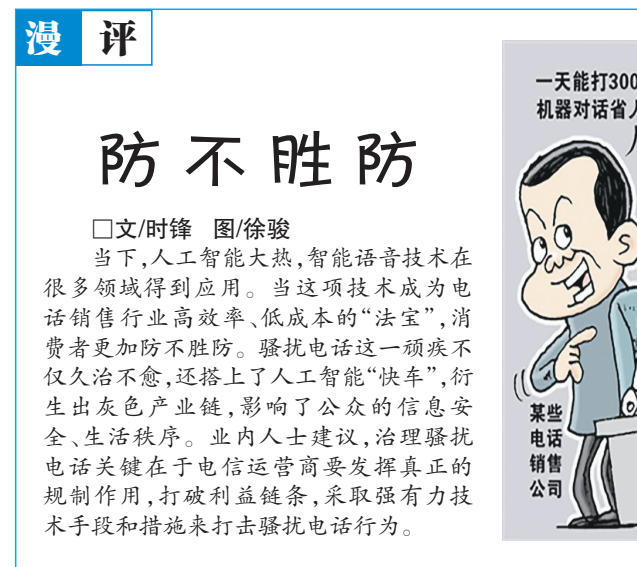 漫 评
防不胜防
□文/时锋 图/徐骏
当下,人工智能大热,智能语音技术在
很多领域得到应用。当这项技术成为电
话销售行业高效率、低成本的“法宝”,消
费者更加防不胜防。骚扰电话这一顽疾不
仅久治不愈,还搭上了人工智能“快车”,衍
生出灰色产业链,影响了公众的信息安
全、生活秩序。业内人士建议,治理骚扰
电话关键在于电信运营商要发挥真正的
规制作用,打破利益链条,采取强有力技
术手段和措施来打击骚扰电话行为。
一天能打300
机器对话省
某些
电话
销售
公司